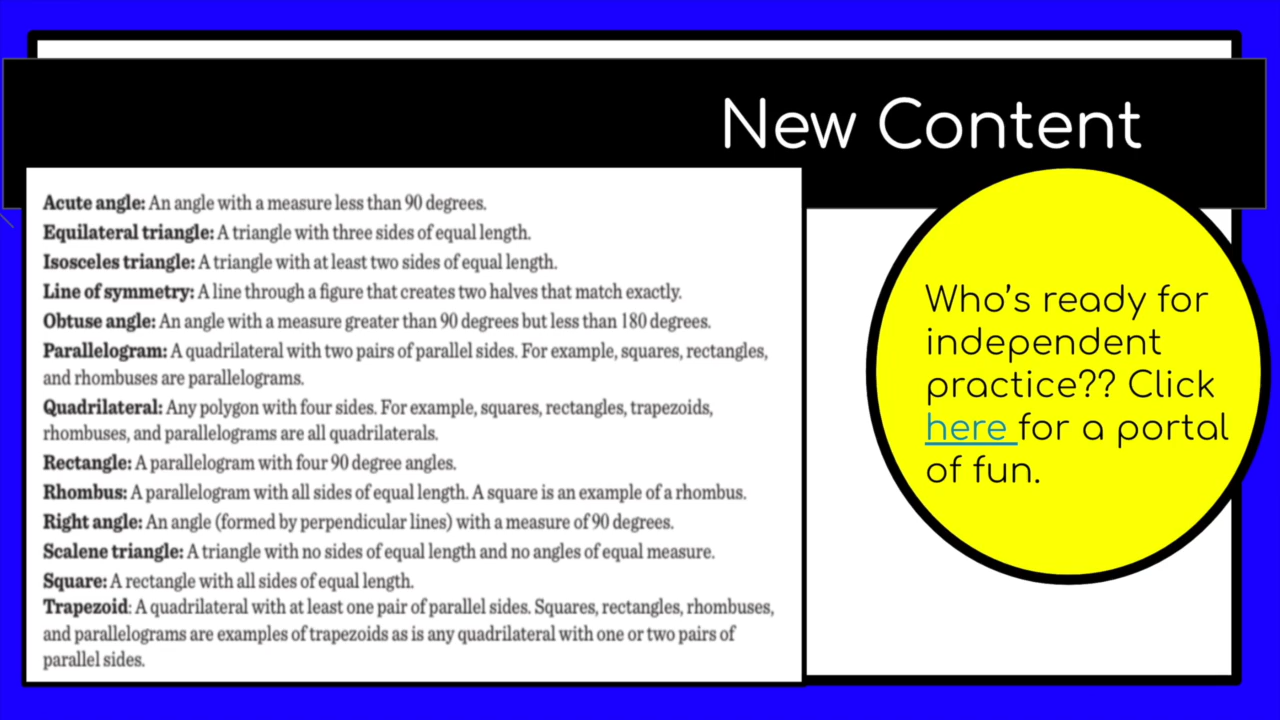 New Content
Acute angle: An angle with a measure less than 90 degrees.
Equilateral triangle: A triangle with three sides of equal length.
Isosceles triangle: A triangle with at least two sides of equal length.
Line of symmetry: A line through a figure that creates two halves that match exactly.
Obtuse angle: An angle with a measure greater than 90 degrees but less than 180 degrees.
Parallelogram: A quadrilateral with two pairs of parallel sides. For example, squares, rectangles,
and rhombuses are parallelograms.
Quadrilateral: Any polygon with four sides. For example, squares, rectangles, trapezoids,
rhombuses, and parallelograms are all quadrilaterals.
Rectangle: A parallelogram with four 90 degree angles.
Rhombus: A parallelogram with all sides of equal length. A square is an example of a rhombus.
Right angle: An angle (formed by perpendicular lines) with a measure of 90 degrees.
Scalene triangle: A triangle with no sides of equal length and no angles of equal measure.
Square: A rectangle with all sides of equal length.
Trapezoid: A quadrilateral with at least one pair of parallel sides. Squares, rectangles, rhombuses,
and parallelograms are examples of trapezoids as is any quadrilateral with one or two pairs of
parallel sides.
Who's ready for
independent
practice?? Click
here for a portal
of fun.